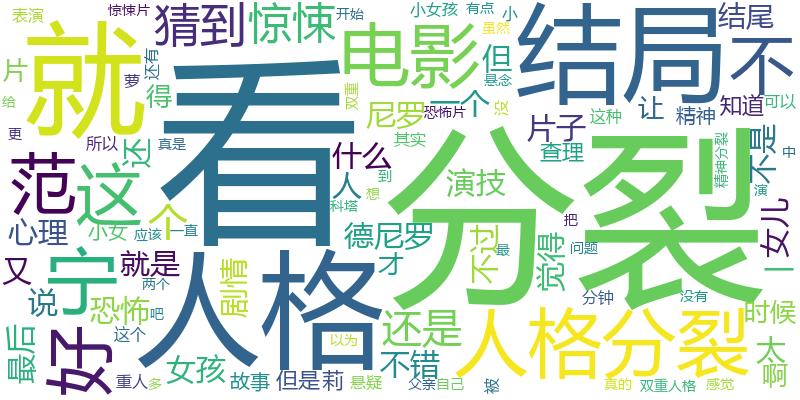 表演
惊悚片
开始
小女孩
有点
小
结尾
就
猜到
惊悚
电影
虽然
但
结局
不
片
萝
还有
得
双重
悬念
给
看
尼罗
一个
恐怖片
没
让
精神
知道
可以
更
所以
真是
其实
片子
这种
范
这
还
什么
分裂
查理
不是
精神分裂
中
人
到
演技
演
想
个
科塔
把
女儿
心理
小女
应该
一直
德尼罗
不过
觉得
最
问题
又
宁
就是
才
一
说
两个
人格
剧情
恐怖
分钟
没有
时候
这个
吧
还是
人格分裂
太
最后
好
以为
不错
啊
女孩
重人
多
故事
但是莉
悬疑
父亲
自己
被
真的
双重人格
感觉